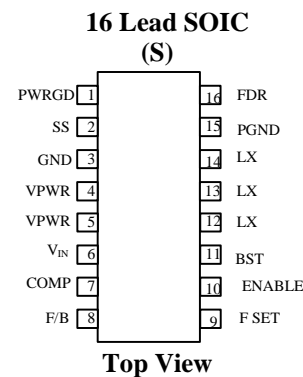 16 Lead SOIC
(S)
PWRGD 1 16 FDR
SS 2 15 PGND
GND 3 14 LX
VPWR 4 13 LX
VPWR 5 12 LX
VIN 6 11 BST
COMP 7 10 ENABLE
F/B 8 9 F SET
Top View